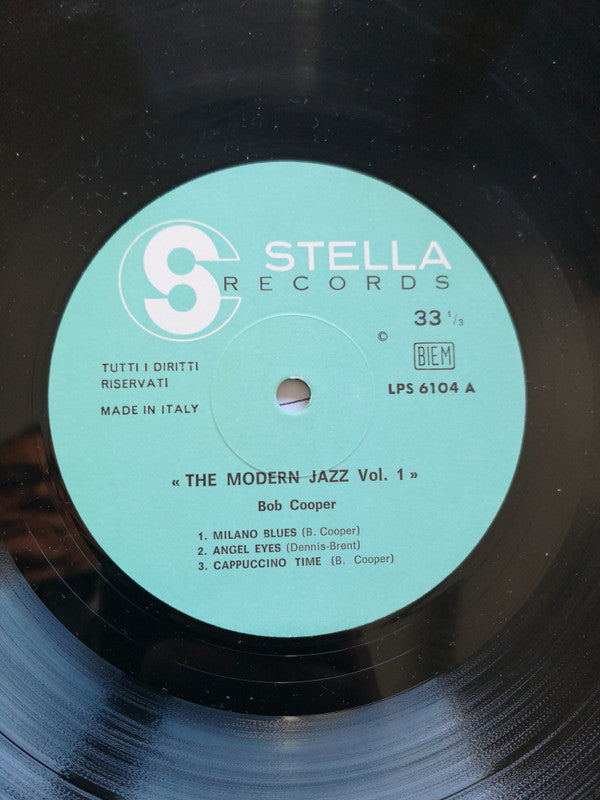 S STELLA
RECORDS
33 1/3
©
BIEM
TUTTI I DIRITTI
RISERVATI
LPS 6104 A
MADE IN ITALY
« THE MODERN JAZZ Vol. 1 »
Bob Cooper
1. MILANO BLUES (B. Cooper)
2. ANGEL EYES (Dennis-Brent)
3. CAPPUCCINO TIME (B. Cooper)